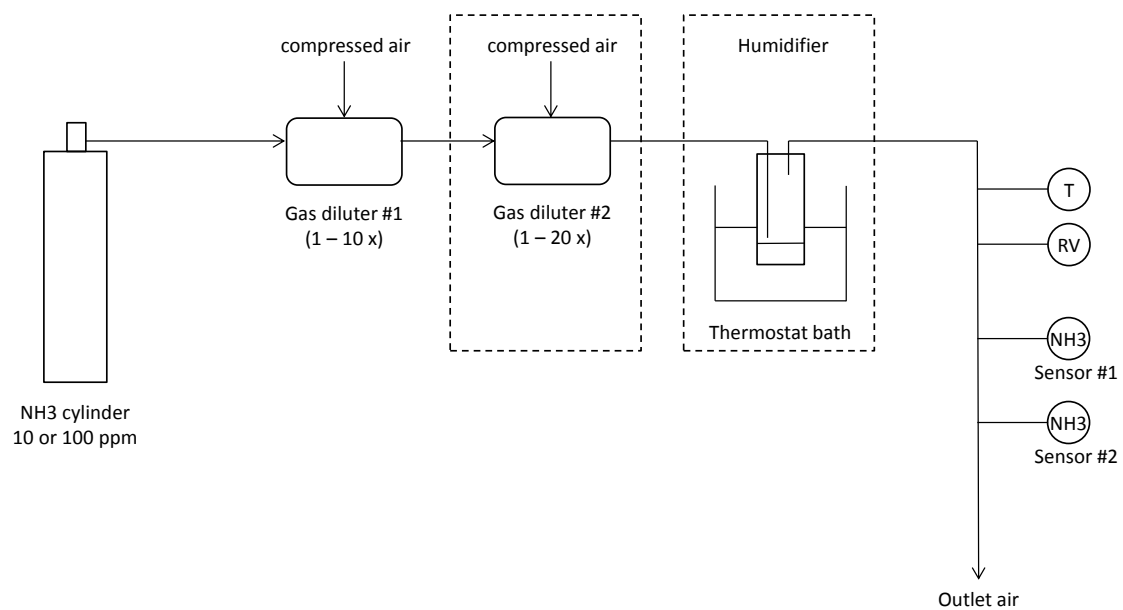 compressed air
compressed air
Humidifier
Gas diluter #1
(1 – 10 x)
Gas diluter #2
(1 – 20 x)
T
RV
Thermostat bath
NH3
Sensor #1
NH3 cylinder
10 or 100 ppm
NH3
Sensor #2
Outlet air